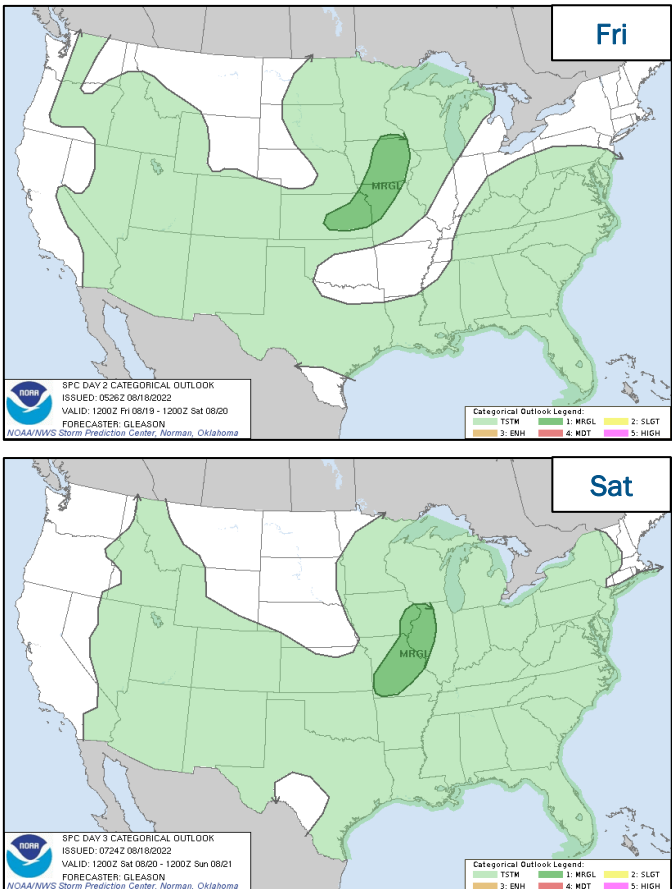 Fri
MRGL
NOAA
SPC DAY 2 CATEGORICAL OUTLOOK
ISSUED: 0526Z 08/18/2022
VALID: 1200Z Fri 08/19 - 1200Z Sat 08/20
FORECASTER: GLEASON
NOAA/NWS Storm Prediction Center, Norman, Oklahoma
Categorical Outlook Legend:
TSTM 1: MRGL 2: SLGT
3: ENH 4: MDT 5: HIGH
Sat
MRGL
NOAA
SPC DAY 3 CATEGORICAL OUTLOOK
ISSUED: 0724Z 08/18/2022
VALID: 1200Z Sat 08/20 - 1200Z Sun 08/21
FORECASTER: GLEASON
NOAA/NWS Storm Prediction Center, Norman, Oklahoma
Categorical Outlook Legend:
TSTM 1: MRGL 2: SLGT
3: ENH 4: MDT 5: HIGH